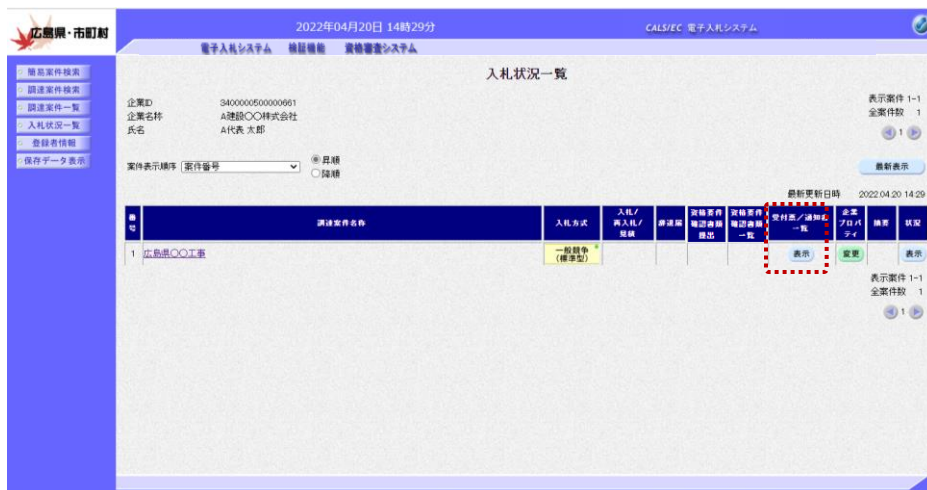 広島県・市町村
2022年04月20日 14時29分
CALS/EC 電子入札システム
電子入札システム 検証機能 資格審査システム
簡易案件検索
調達案件検索
調達案件一覧
入札状況一覧
登録者情報
保存データ表示
入札状況一覧
企業ID 3400000500000661
企業名称 A建設〇〇株式会社
氏名 A代表 太郎
表示案件 1-1
全案件数 1
1
案件表示順序 案件番号
昇順
降順
最新表示
最新更新日時 2022.04.20 14:29
番号 調達案件名称 入札方式 入札/再入札/見積 辞退届 資格要件確認書類提出 資格要件確認書類一覧 受付票/通知書一覧 企業プロパティ 摘要 状況
1 広島県〇〇工事 一般競争(標準型) 表示 変更 表示
表示案件 1-1
全案件数 1
1